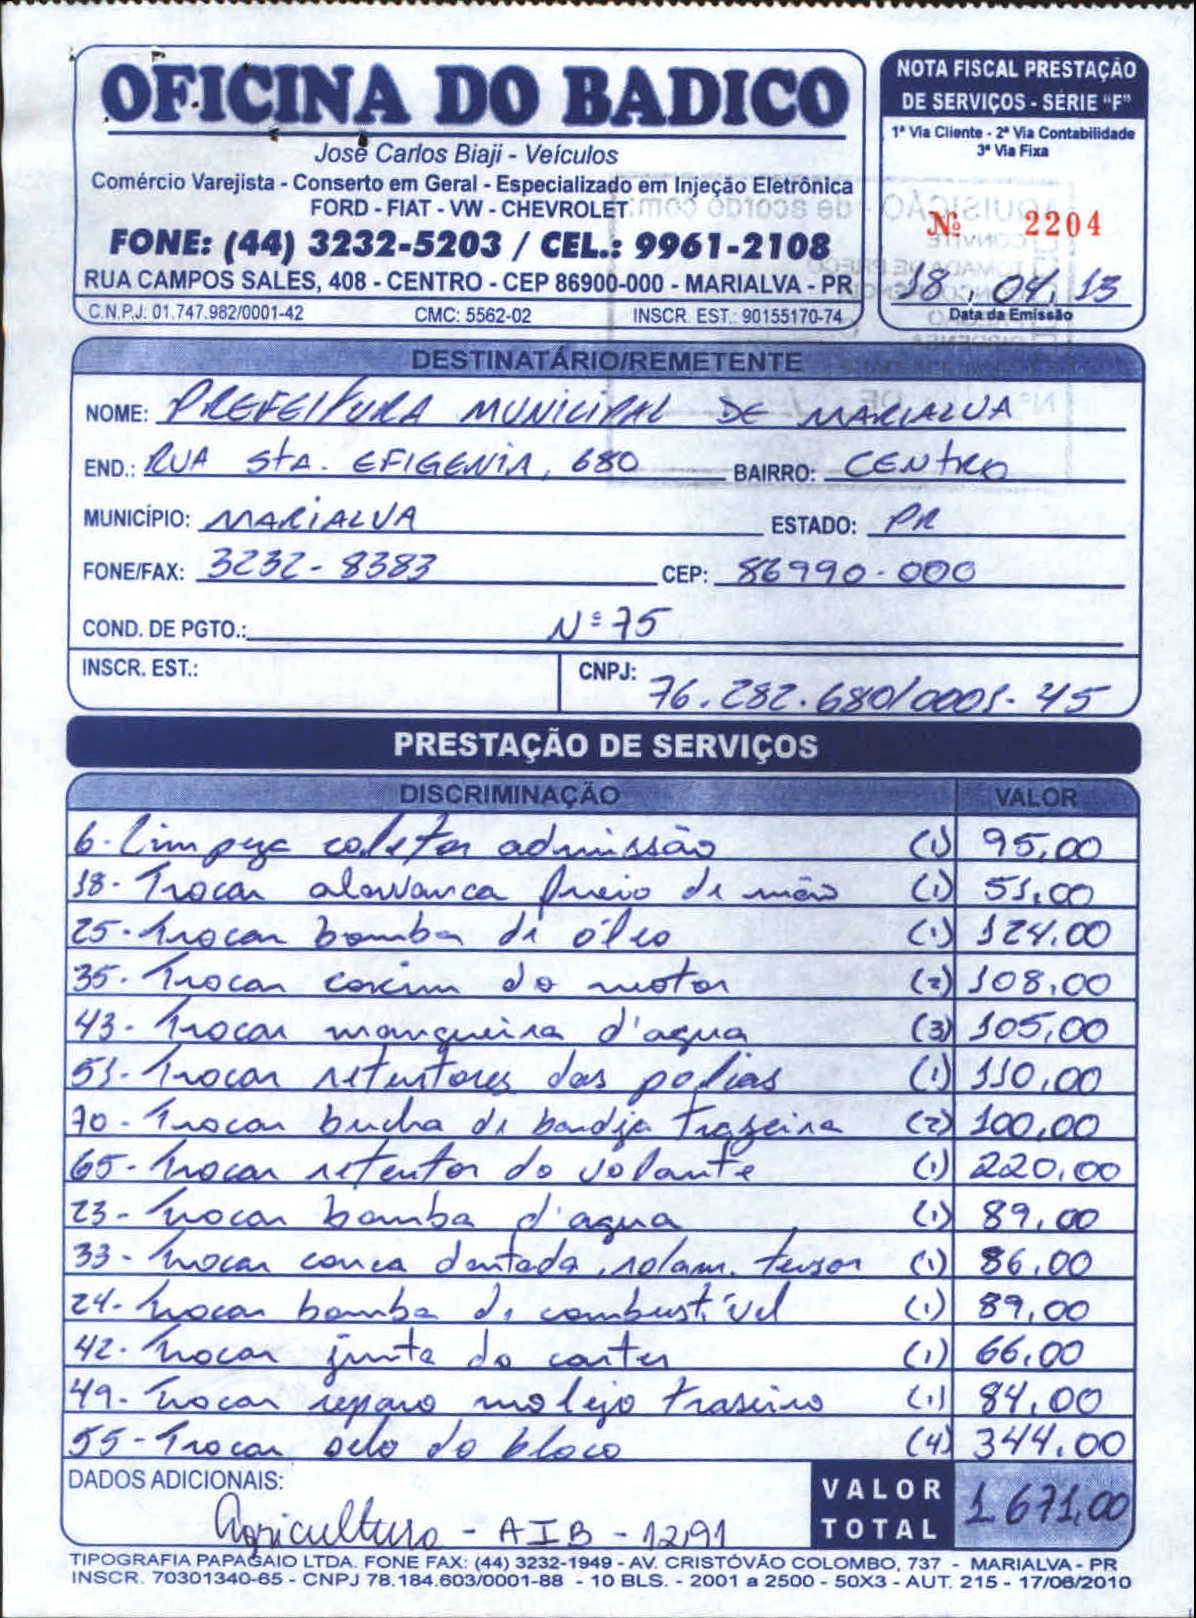 OFICINA DO BADICO
José Carlos Biaji - Veículos
Comércio Varejista - Conserto em Geral - Especializado em Injeção Eletrônica
FORD - FIAT - VW - CHEVROLET
FONE: (44) 3232-5203 / CEL.: 9961-2108
RUA CAMPOS SALES, 408 - CENTRO - CEP 86900-000 - MARIALVA - PR
C.N.P.J. 01.747.982/0001-42 CMC: 5562-02 INSCR. EST.: 90155170-74
NOTA FISCAL PRESTAÇÃO
DE SERVIÇOS - SÉRIE "F"
1ª Via Cliente - 2ª Via Contabilidade
3ª Via Fixa
Nº 2204
18, 04, 13
Data da Emissão
DESTINATÁRIO/REMETENTE
NOME: PREFEITURA MUNICIPAL DE MARIALVA
END.: RUA StA. EFIGENIA, 680 BAIRRO: CENTRO
MUNICÍPIO: MARIALVA ESTADO: PR
FONE/FAX: 3232-8383 CEP: 86990-000
COND. DE PGTO.: Nº 75
INSCR. EST.: CNPJ: 76.282.680/0001-45
PRESTAÇÃO DE SERVIÇOS
DISCRIMINAÇÃO VALOR
6- Limpeza coletor admissão (1) 95,00
18- Trocar alavanca freio de mão (1) 51,00
25- Trocar bomba de óleo (1) 124,00
35- Trocar coxim do motor (2) 108,00
43- Trocar mangueira d'agua (3) 105,00
51- Trocar retentores das polias (1) 110,00
70- Trocar bucha de bandeja trazeira (2) 100,00
65- Trocar retentor do volante (1) 220,00
23- Trocar bomba d'agua (1) 89,00
33- Trocar correa dentada, rolam. tensor (1) 86,00
24- Trocar bomba de combustível (1) 89,00
42- Trocar junta do carter (1) 66,00
49- Trocar reparo molejo traseiro (1) 84,00
55- Trocar selo do bloco (4) 344,00
DADOS ADICIONAIS: VALOR TOTAL 1.671,00
Agricultura - AIB - 1291
TIPOGRAFIA PAPAGAIO LTDA. FONE FAX: (44) 3232-1949 - AV. CRISTÓVÃO COLOMBO, 737 - MARIALVA - PR
INSCR. 70301340-65 - CNPJ 78.184.603/0001-88 - 10 BLS. - 2001 a 2500 - 50X3 - AUT. 215 - 17/06/2010